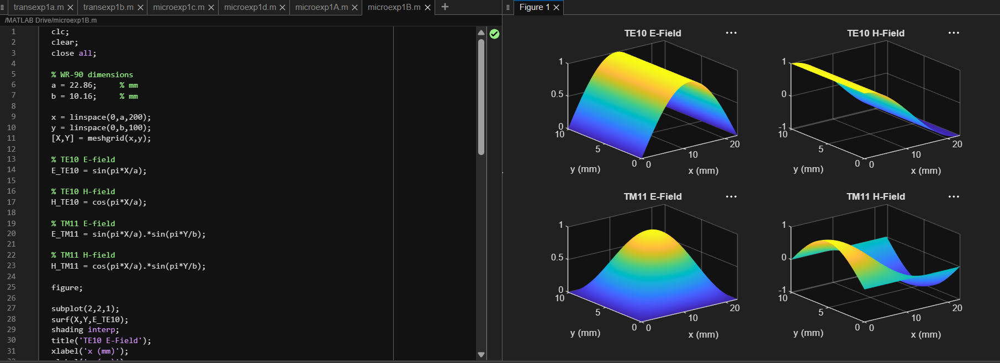 transexp1a.m × transexp1b.m × microexp1c.m × microexp1d.m × microexp1A.m × microexp1B.m × +
/MATLAB Drive/microexp1B.m
1 clc;
2 clear;
3 close all;
4
5 % WR-90 dimensions
6 a = 22.86;     % mm
7 b = 10.16;     % mm
8
9 x = linspace(0,a,200);
10 y = linspace(0,b,100);
11 [X,Y] = meshgrid(x,y);
12
13 % TE10 E-field
14 E_TE10 = sin(pi*X/a);
15
16 % TE10 H-field
17 H_TE10 = cos(pi*X/a);
18
19 % TM11 E-field
20 E_TM11 = sin(pi*X/a).*sin(pi*Y/b);
21
22 % TM11 H-field
23 H_TM11 = cos(pi*X/a).*sin(pi*Y/b);
24
25 figure;
26
27 subplot(2,2,1);
28 surf(X,Y,E_TE10);
29 shading interp;
30 title('TE10 E-Field');
31 xlabel('x (mm)');
Figure 1 ×
TE10 E-Field
1
0.5
0
10
5
0
0
10
20
y (mm)
x (mm)
TE10 H-Field
1
0
-1
10
5
0
0
10
20
y (mm)
x (mm)
TM11 E-Field
1
0.5
0
10
5
0
0
10
20
y (mm)
x (mm)
TM11 H-Field
1
0
-1
10
5
0
0
10
20
y (mm)
x (mm)